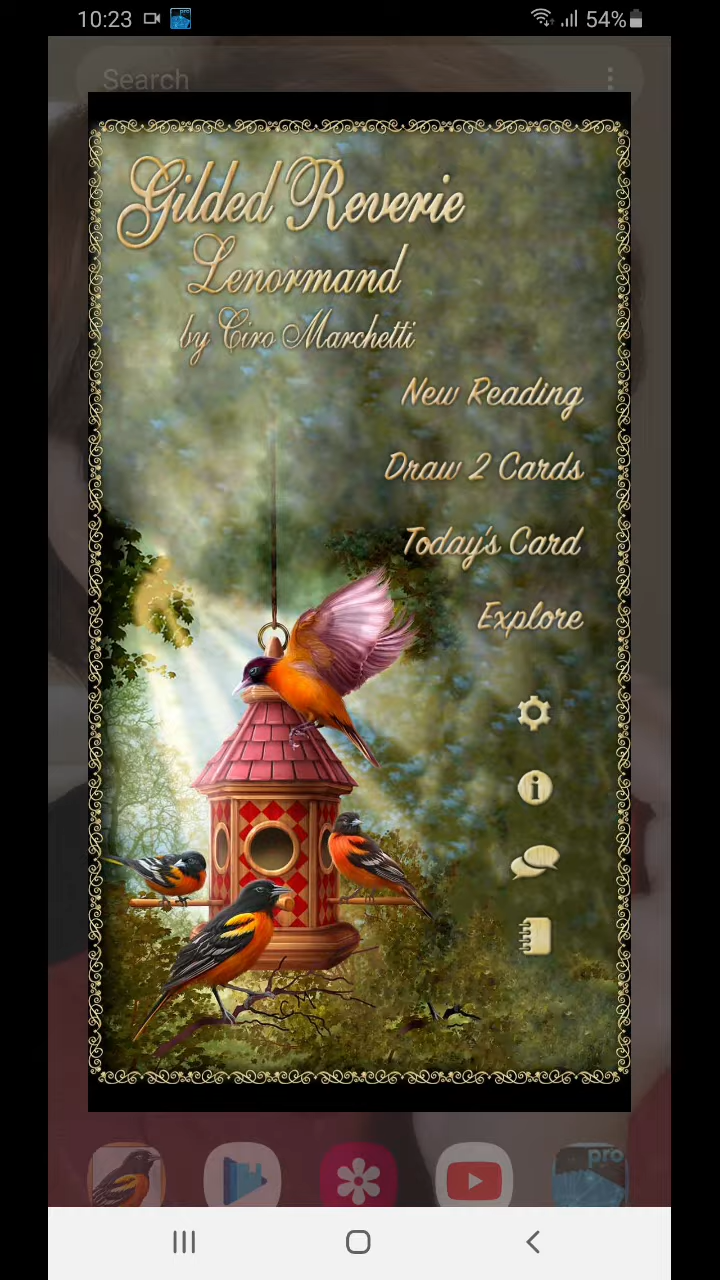 10:23
54%
Search
Gilded Reverie
Lenormand
by Ciro Marchetti
New Reading
Draw 2 Cards
Today's Card
Explore
pro